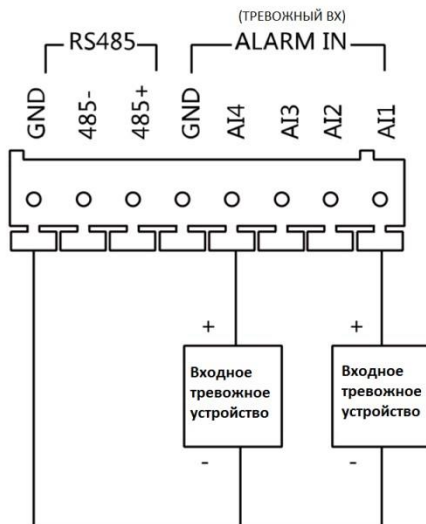 (ТРЕВОЖНЫЙ ВХ)
RS485 ALARM IN
GND 485- 485+ GND AI4 AI3 AI2 AI1
+ +
Входное Входное
тревожное тревожное
устройство устройство
- -